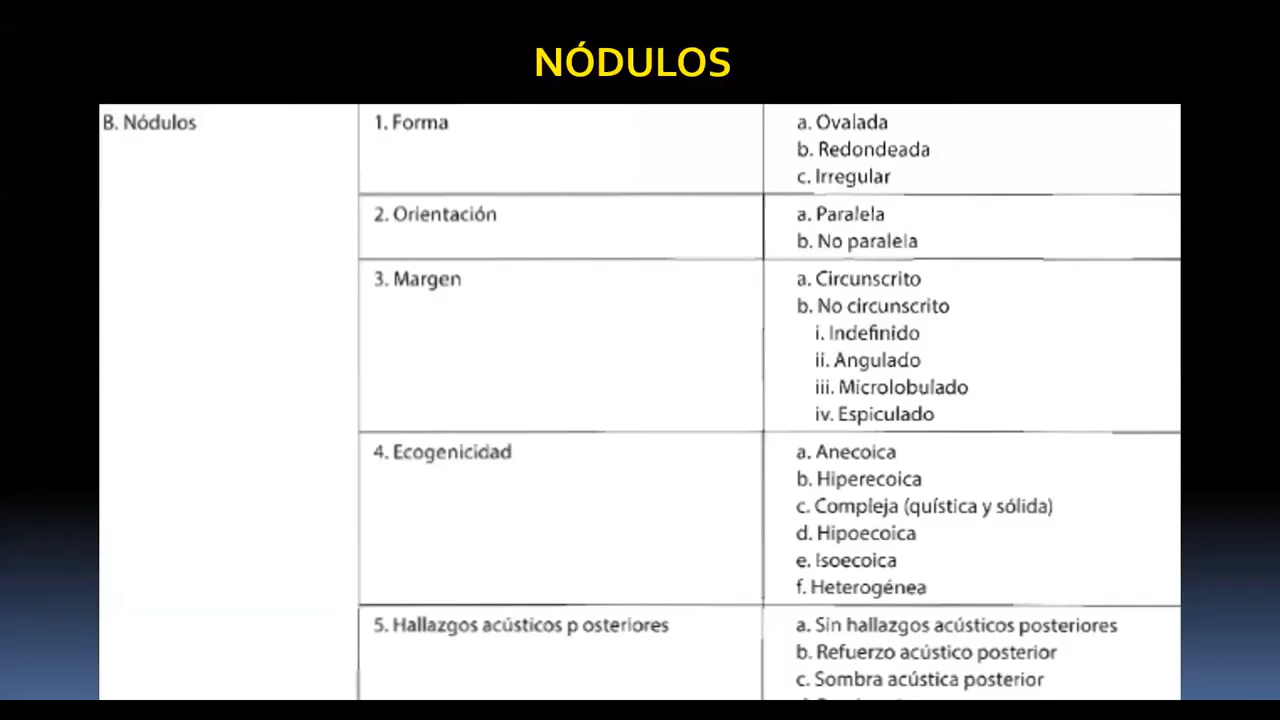 NÓDULOS
B. Nódulos
1. Forma
a. Ovalada
b. Redondeada
c. Irregular
2. Orientación
a. Paralela
b. No paralela
3. Margen
a. Circunscrito
b. No circunscrito
i. Indefinido
ii. Angulado
iii. Microlobulado
iv. Espiculado
4. Ecogenicidad
a. Anecoica
b. Hiperecoica
c. Compleja (quística y sólida)
d. Hipoecoica
e. Isoecoica
f. Heterogénea
5. Hallazgos acústicos p osteriores
a. Sin hallazgos acústicos posteriores
b. Refuerzo acústico posterior
c. Sombra acústica posterior